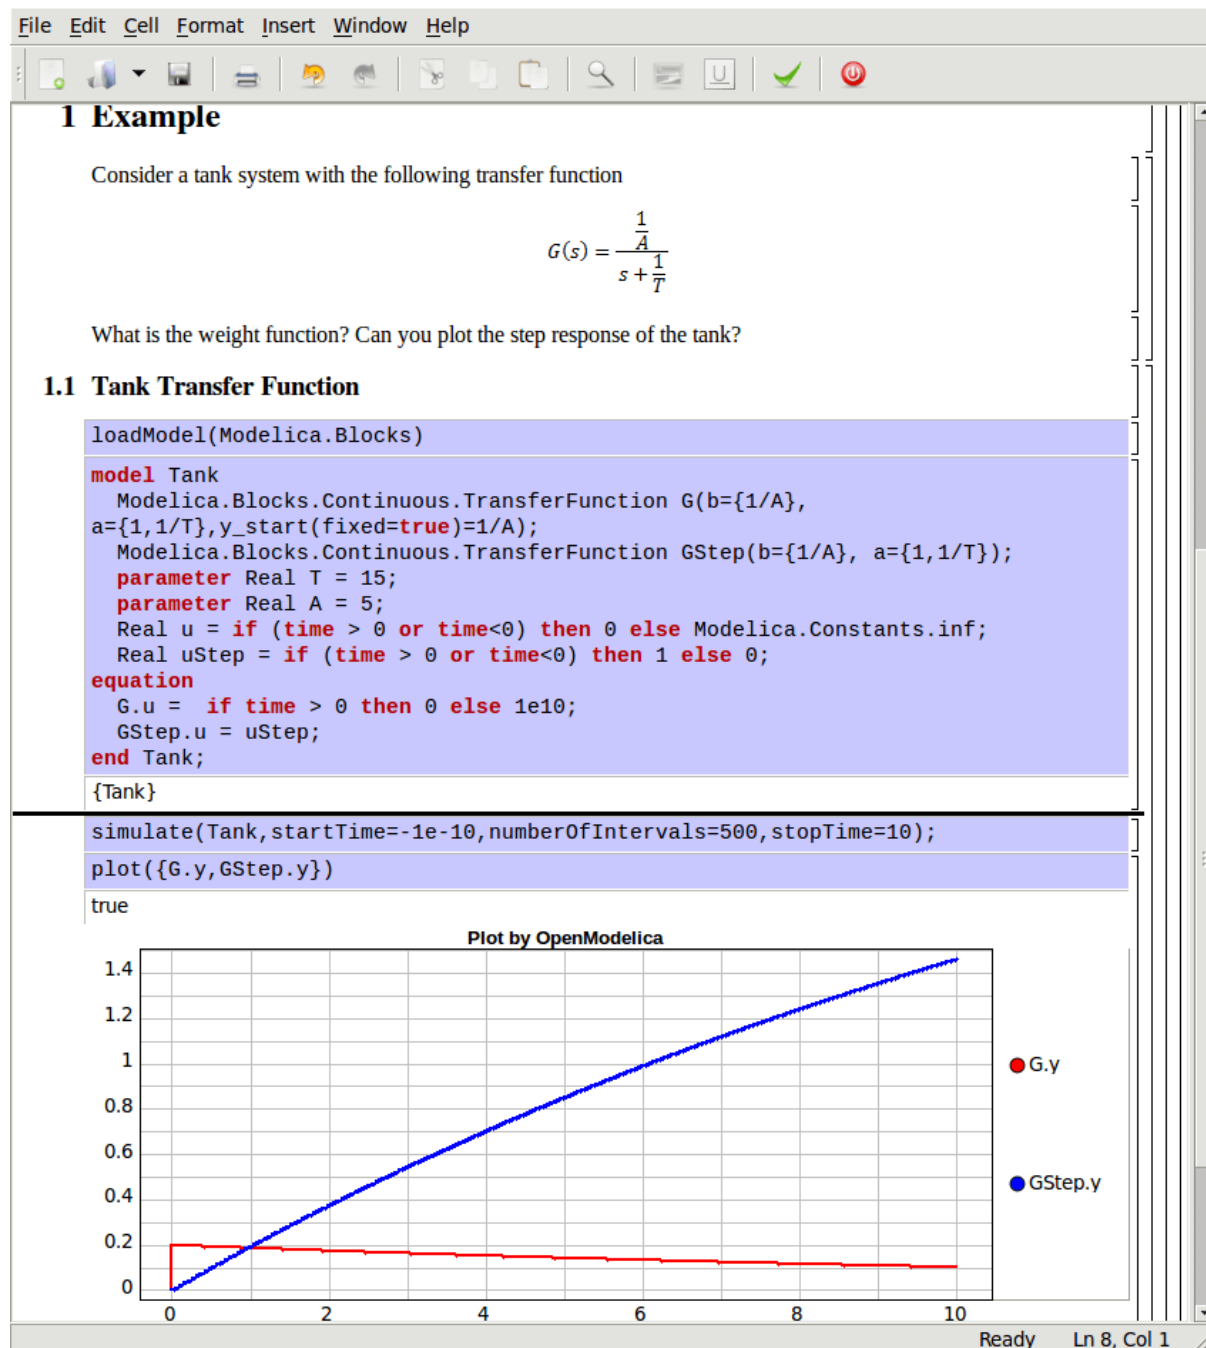 File Edit Cell Format Insert Window Help
1 Example
Consider a tank system with the following transfer function
G(s) = (1/A)/(s + 1/T)
What is the weight function? Can you plot the step response of the tank?
1.1 Tank Transfer Function
loadModel(Modelica.Blocks)
model Tank
  Modelica.Blocks.Continuous.TransferFunction G(b={1/A},
a={1,1/T},y_start(fixed=true)=1/A);
  Modelica.Blocks.Continuous.TransferFunction GStep(b={1/A}, a={1,1/T});
  parameter Real T = 15;
  parameter Real A = 5;
  Real u = if (time > 0 or time<0) then 0 else Modelica.Constants.inf;
  Real uStep = if (time > 0 or time<0) then 1 else 0;
equation
  G.u =  if time > 0 then 0 else 1e10;
  GStep.u = uStep;
end Tank;
{Tank}
simulate(Tank,startTime=-1e-10,numberOfIntervals=500,stopTime=10);
plot({G.y,GStep.y})
true
Plot by OpenModelica
1.4
1.2
1
0.8
0.6
0.4
0.2
0
G.y
GStep.y
0 2 4 6 8 10
Ready Ln 8, Col 1